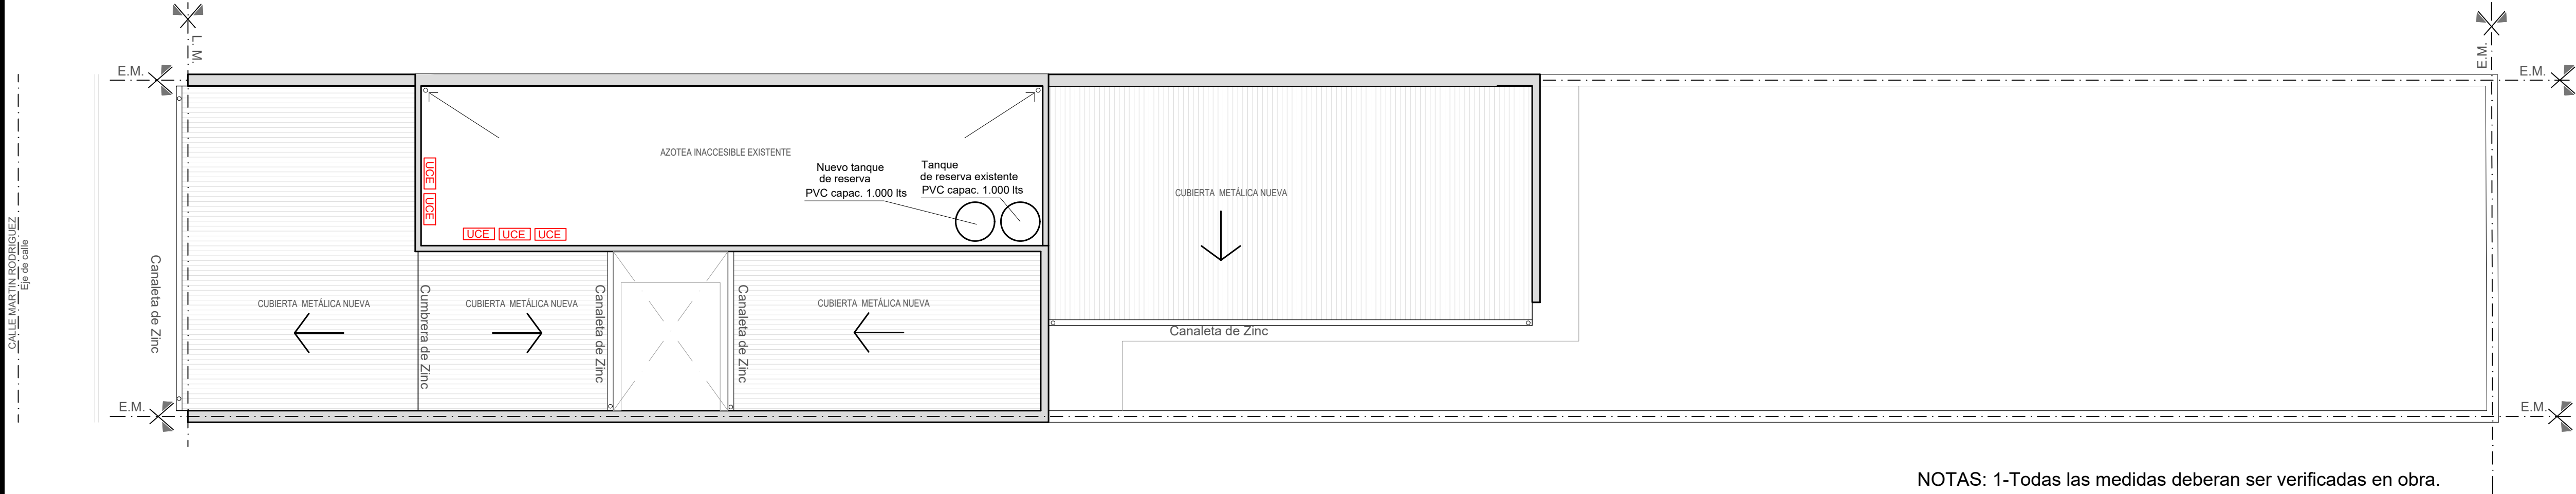 L. M.
E.M.
E.M.
E.M.
AZOTEA INACCESIBLE EXISTENTE
Nuevo tanque
de reserva
PVC capac. 1.000 lts
Tanque
de reserva existente
PVC capac. 1.000 lts
UCE
UCE
UCE
UCE
UCE
CUBIERTA METÁLICA NUEVA
CALLE MARTIN RODRIGUEZ
Eje de calle
Canaleta de Zinc
CUBIERTA METÁLICA NUEVA
Cumbrera de Zinc
CUBIERTA METÁLICA NUEVA
Canaleta de Zinc
Canaleta de Zinc
CUBIERTA METÁLICA NUEVA
Canaleta de Zinc
E.M.
E.M.
NOTAS: 1-Todas las medidas deberan ser verificadas en obra.